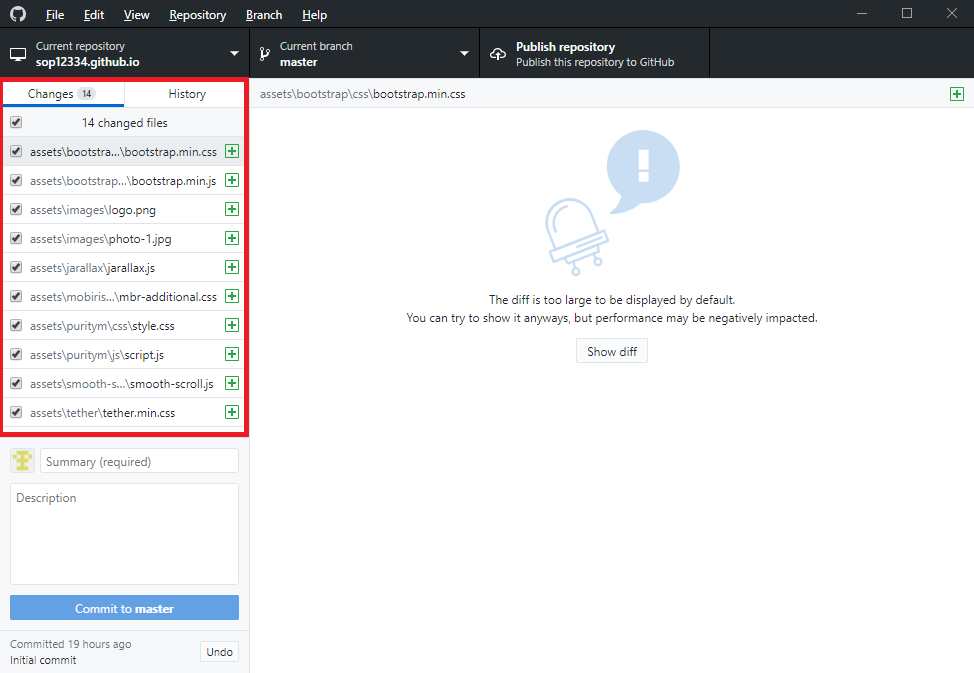 File Edit View Repository Branch Help
Current repository
sop12334.github.io
Current branch
master
Publish repository
Publish this repository to GitHub
Changes 14 History
assets\bootstrap\css\bootstrap.min.css
14 changed files
assets\bootstra...\bootstrap.min.css
assets\bootstrap...\bootstrap.min.js
assets\images\logo.png
assets\images\photo-1.jpg
assets\jarallax\jarallax.js
assets\mobiris...\mbr-additional.css
assets\puritym\css\style.css
assets\puritym\js\script.js
assets\smooth-s...\smooth-scroll.js
assets\tether\tether.min.css
The diff is too large to be displayed by default.
You can try to show it anyways, but performance may be negatively impacted.
Show diff
Summary (required)
Description
Commit to master
Committed 19 hours ago
Initial commit
Undo